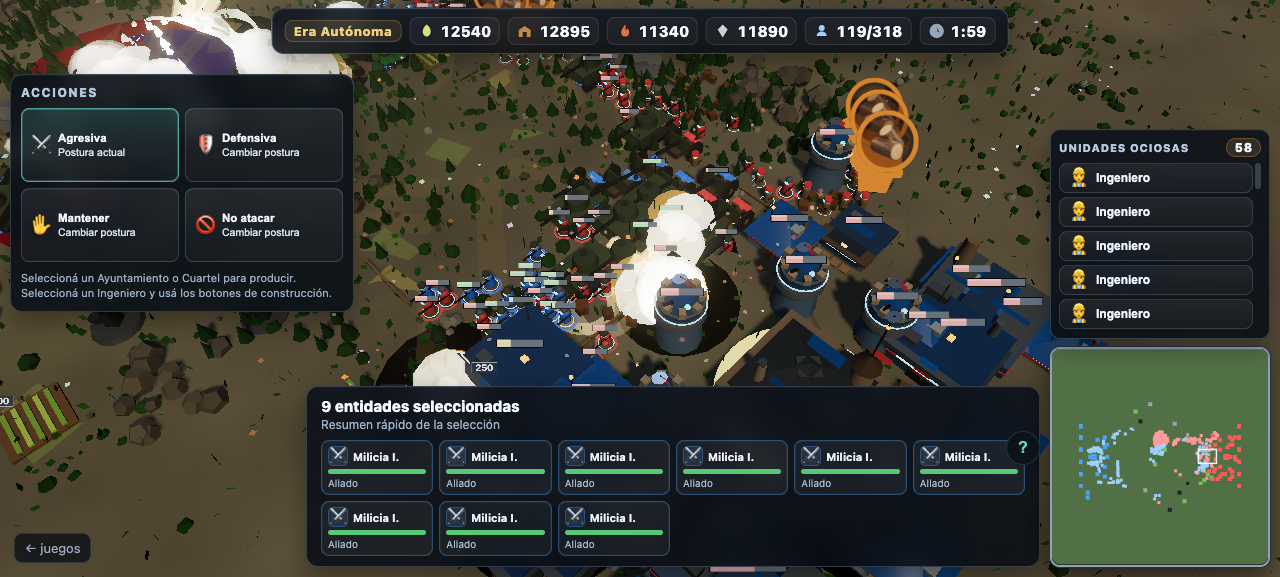 Era Autónoma
12540
12895
11340
11890
119/318
1:59
ACCIONES
Agresiva
Postura actual
Defensiva
Cambiar postura
Mantener
Cambiar postura
No atacar
Cambiar postura
Seleccioná un Ayuntamiento o Cuartel para producir.
Seleccioná un Ingeniero y usá los botones de construcción.
UNIDADES OCIOSAS
58
Ingeniero
Ingeniero
Ingeniero
Ingeniero
Ingeniero
250
00
9 entidades seleccionadas
Resumen rápido de la selección
?
Milicia I.
Aliado
Milicia I.
Aliado
Milicia I.
Aliado
Milicia I.
Aliado
Milicia I.
Aliado
Milicia I.
Aliado
Milicia I.
Aliado
Milicia I.
Aliado
Milicia I.
Aliado
← juegos